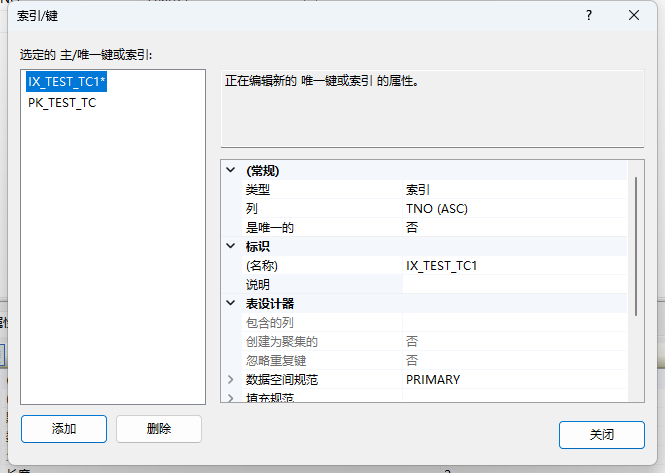 索引/键
?
选定的 主/唯一键或索引:
IX_TEST_TC1*
PK_TEST_TC
正在编辑新的 唯一键或索引 的属性。
(常规)
类型 索引
列 TNO (ASC)
是唯一的 否
标识
(名称) IX_TEST_TC1
说明
表设计器
包含的列
创建为聚集的 否
忽略重复键 否
数据空间规范 PRIMARY
填充规范
添加 删除 关闭